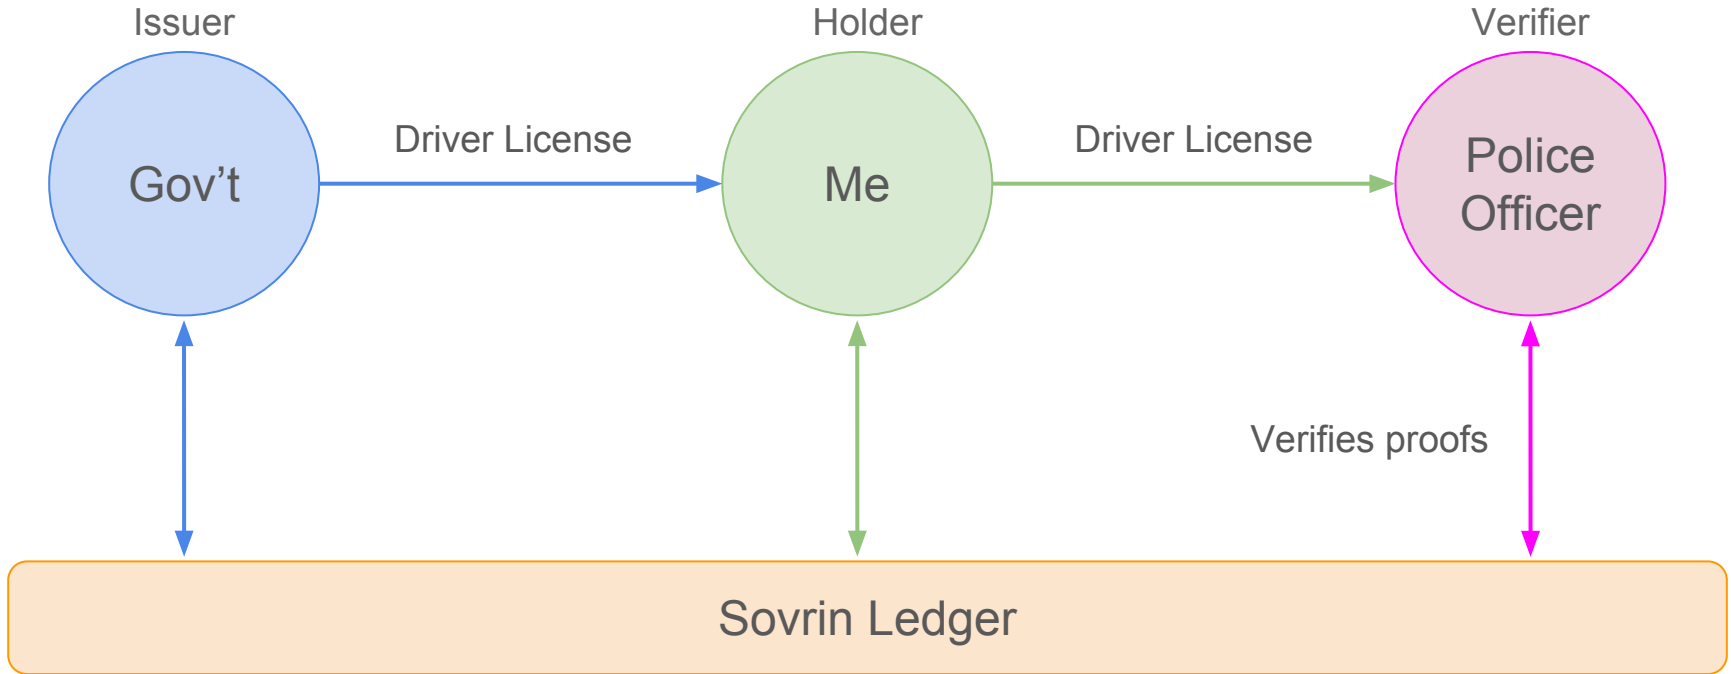 Issuer
Holder
Verifier
Driver License
Driver License
Gov’t
Me
Police
Officer
Verifies proofs
Sovrin Ledger